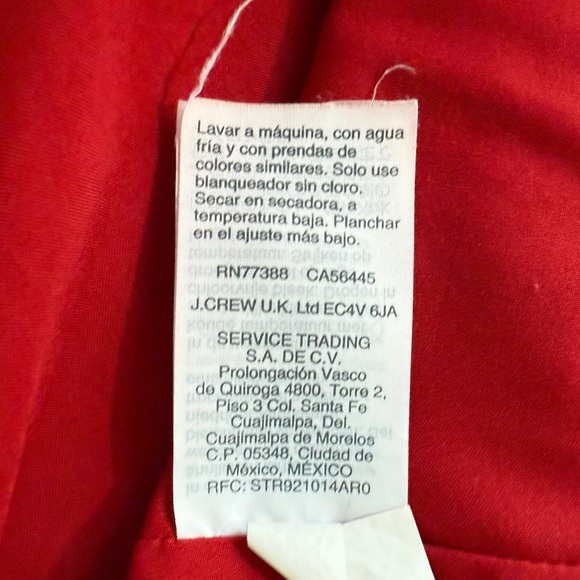 Lavar a máquina, con agua
fría y con prendas de
colores similares. Solo use
blanqueador sin cloro.
Secar en secadora, a
temperatura baja. Planchar
en el ajuste más bajo.
RN77388 CA56445
J.CREW U.K. Ltd EC4V 6JA
SERVICE TRADING
S.A. DE C.V.
Prolongación Vasco
de Quiroga 4800, Torre 2,
Piso 3 Col. Santa Fe
Cuajimalpa, Del.
Cuajimalpa de Morelos
C.P. 05348, Ciudad de
México, MÉXICO
RFC: STR921014AR0